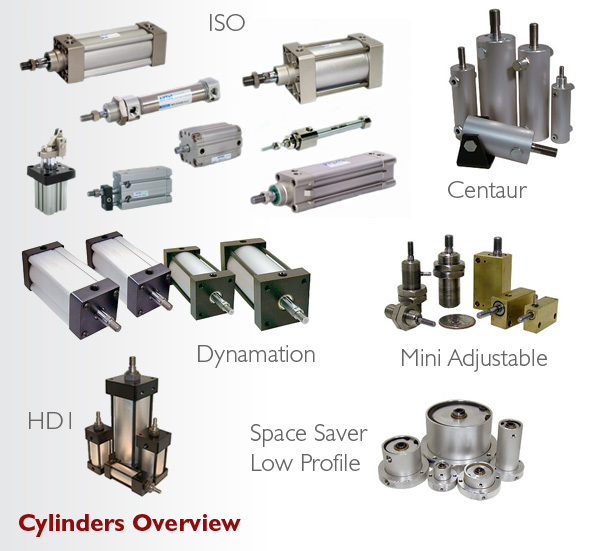 ISO
Centaur
Dynamation
Mini Adjustable
HD1
Space Saver
Low Profile
Cylinders Overview